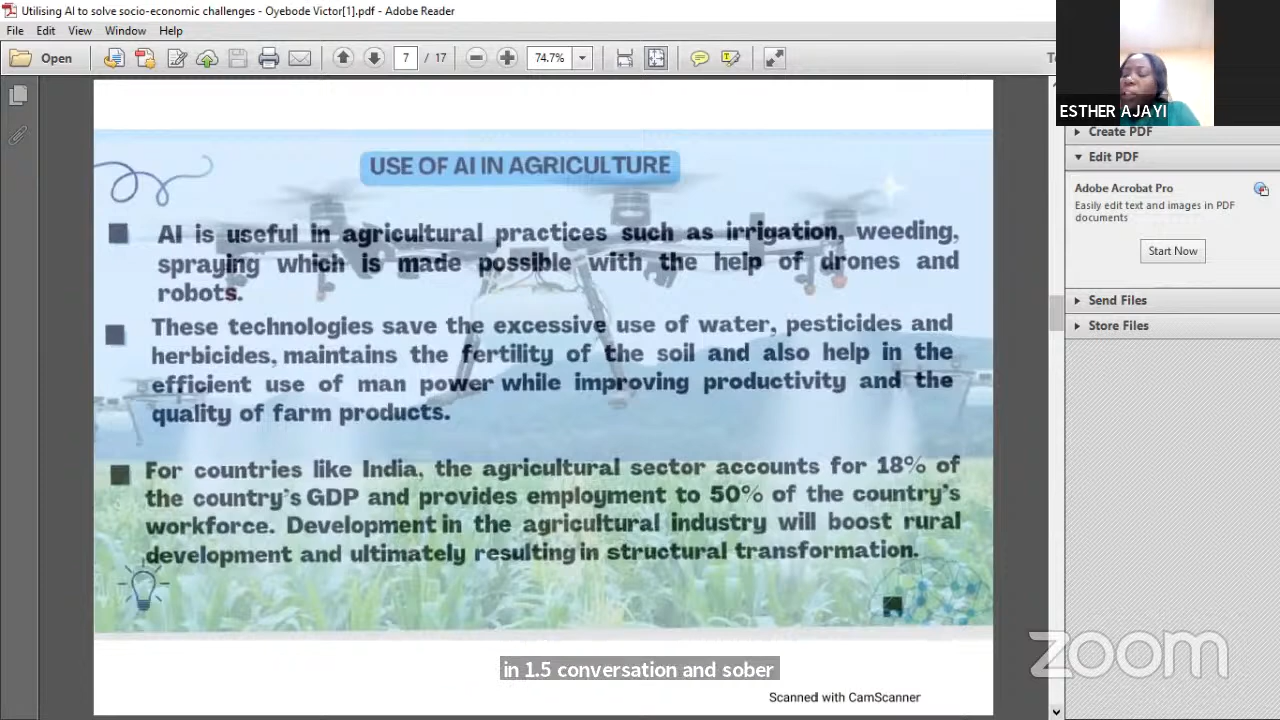 Utilising AI to solve socio-economic challenges - Oyebode Victor[1].pdf - Adobe Reader
File Edit View Window Help
Open 7 / 17 74.7%
ESTHER AJAYI
Create PDF
Edit PDF
Adobe Acrobat Pro
Easily edit text and images in PDF
documents
Start Now
Send Files
Store Files
USE OF AI IN AGRICULTURE
AI is useful in agricultural practices such as irrigation, weeding,
spraying which is made possible with the help of drones and
robots.
These technologies save the excessive use of water, pesticides and
herbicides, maintains the fertility of the soil and also help in the
efficient use of man power while improving productivity and the
quality of farm products.
For countries like India, the agricultural sector accounts for 18% of
the country's GDP and provides employment to 50% of the country's
workforce. Development in the agricultural industry will boost rural
development and ultimately resulting in structural transformation.
zoom
in 1.5 conversation and sober
Scanned with CamScanner